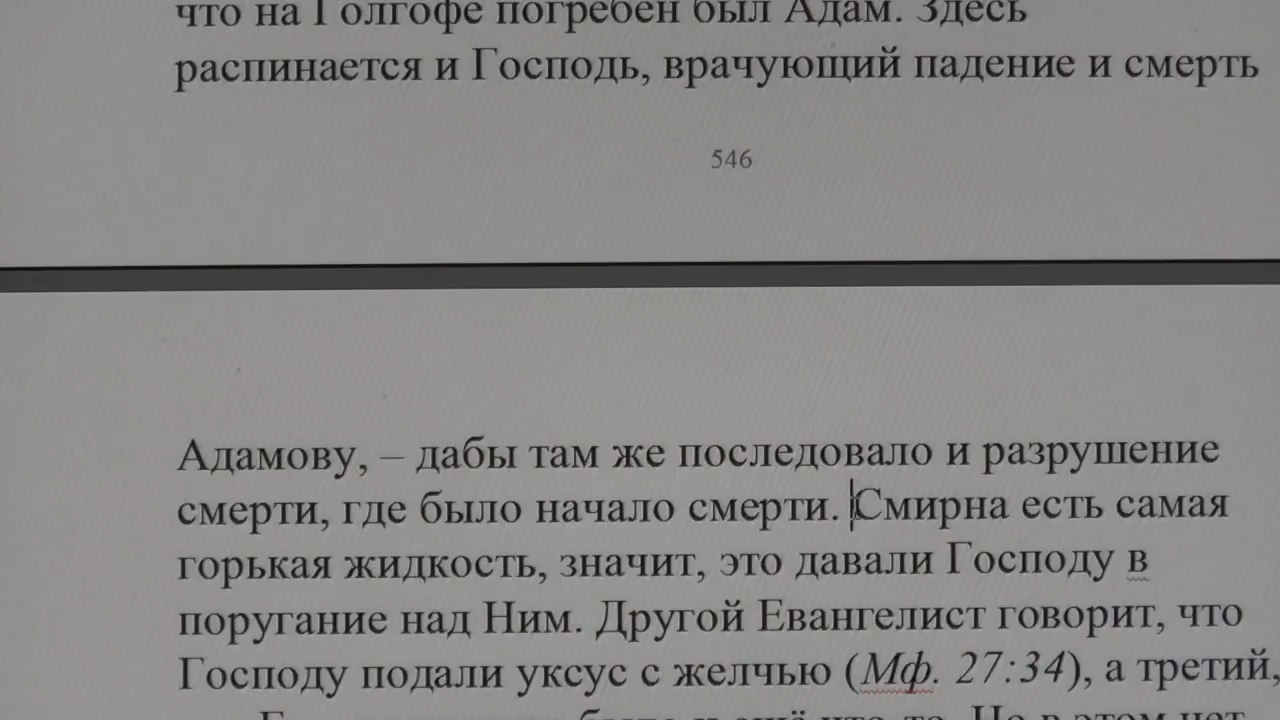 что на Голгофе погребен был Адам. Здесь
распинается и Господь, врачующий падение и смерть
546
Адамову, – дабы там же последовало и разрушение
смерти, где было начало смерти. Смирна есть самая
горькая жидкость, значит, это давали Господу в
поругание над Ним. Другой Евангелист говорит, что
Господу подали уксус с желчью (Мф. 27:34), а третий,